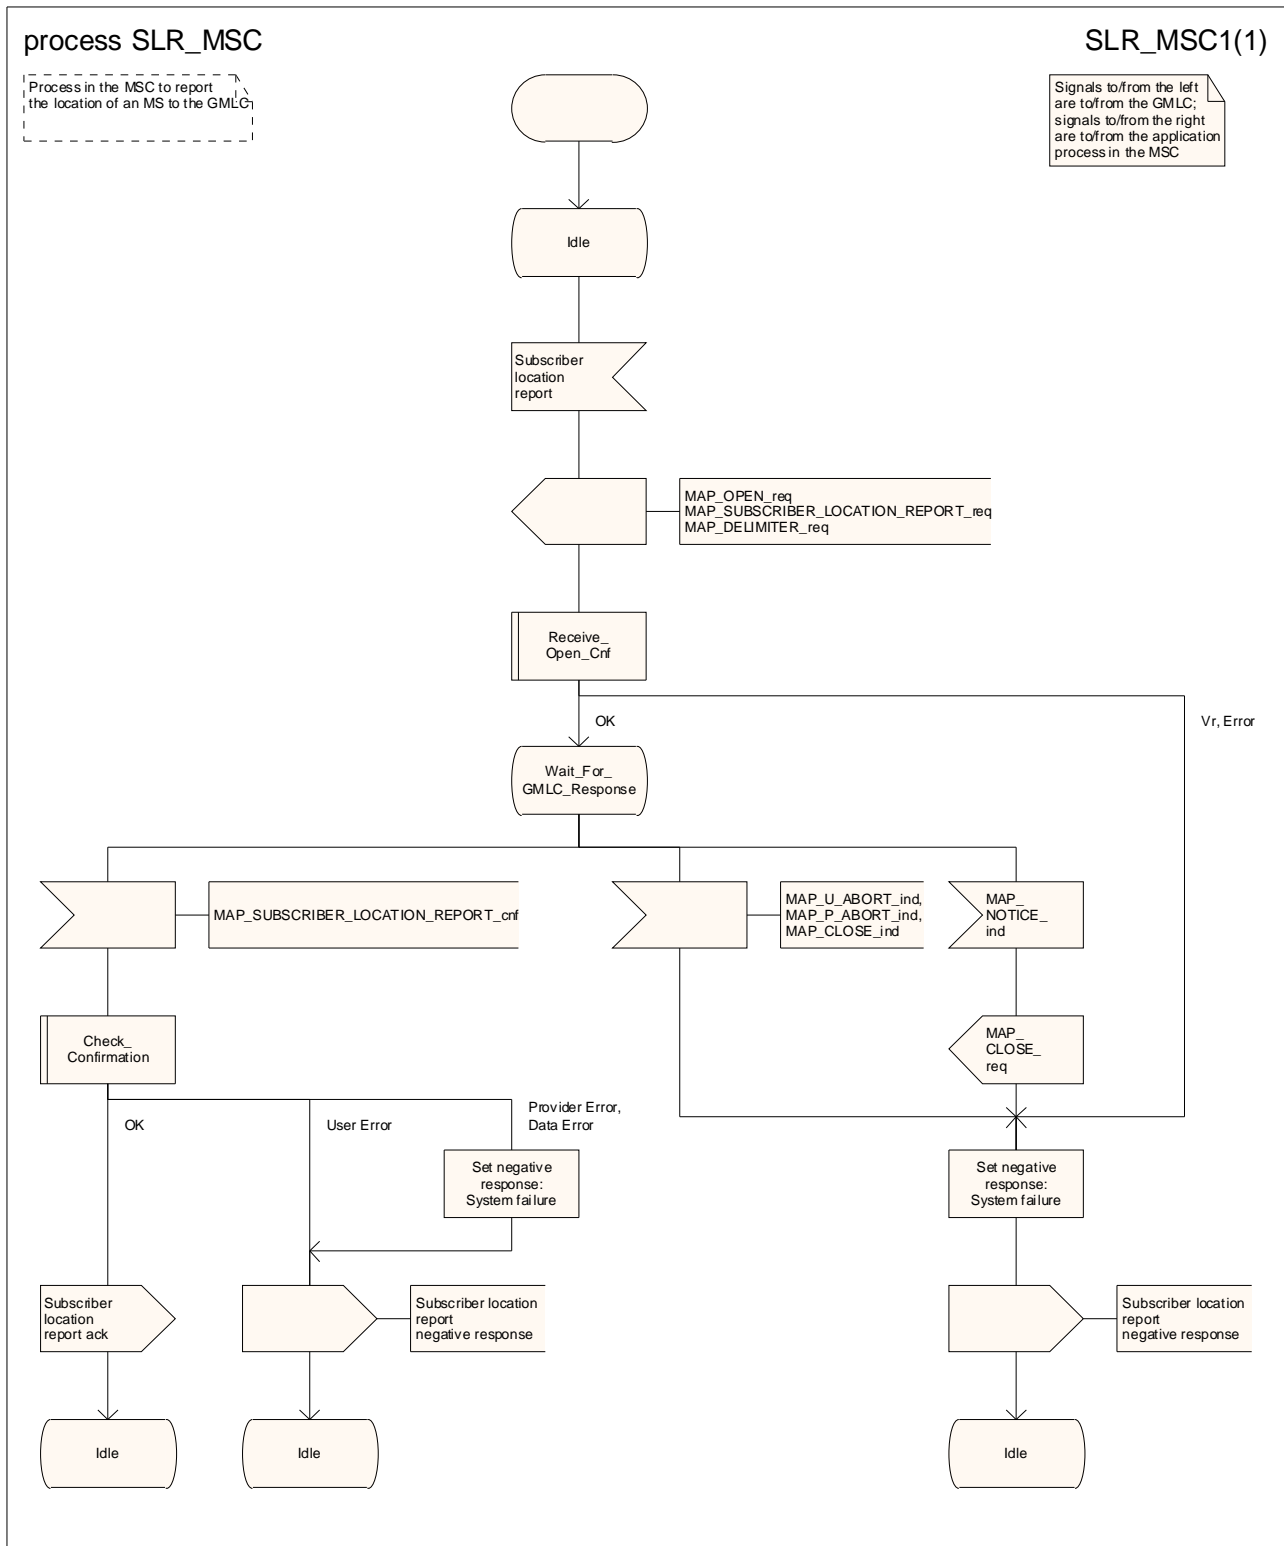 process SLR_MSC
SLR_MSC1(1)
Process in the MSC to report
the location of an MS to the GMLC
Signals to/from the left
are to/from the GMLC;
signals to/from the right
are to/from the application
process in the MSC
Idle
Subscriber
location
report
MAP_OPEN_req
MAP_SUBSCRIBER_LOCATION_REPORT_req
MAP_DELIMITER_req
Receive_
Open_Cnf
OK
Vr, Error
Wait_For_
GMLC_Response
MAP_SUBSCRIBER_LOCATION_REPORT_cnf
MAP_U_ABORT_ind,
MAP_P_ABORT_ind,
MAP_CLOSE_ind
MAP_
NOTICE_
ind
Check_
Confirmation
MAP_
CLOSE_
req
OK
User Error
Provider Error,
Data Error
Set negative
response:
System failure
Set negative
response:
System failure
Subscriber
location
report ack
Subscriber location
report
negative response
Subscriber location
report
negative response
Idle
Idle
Idle